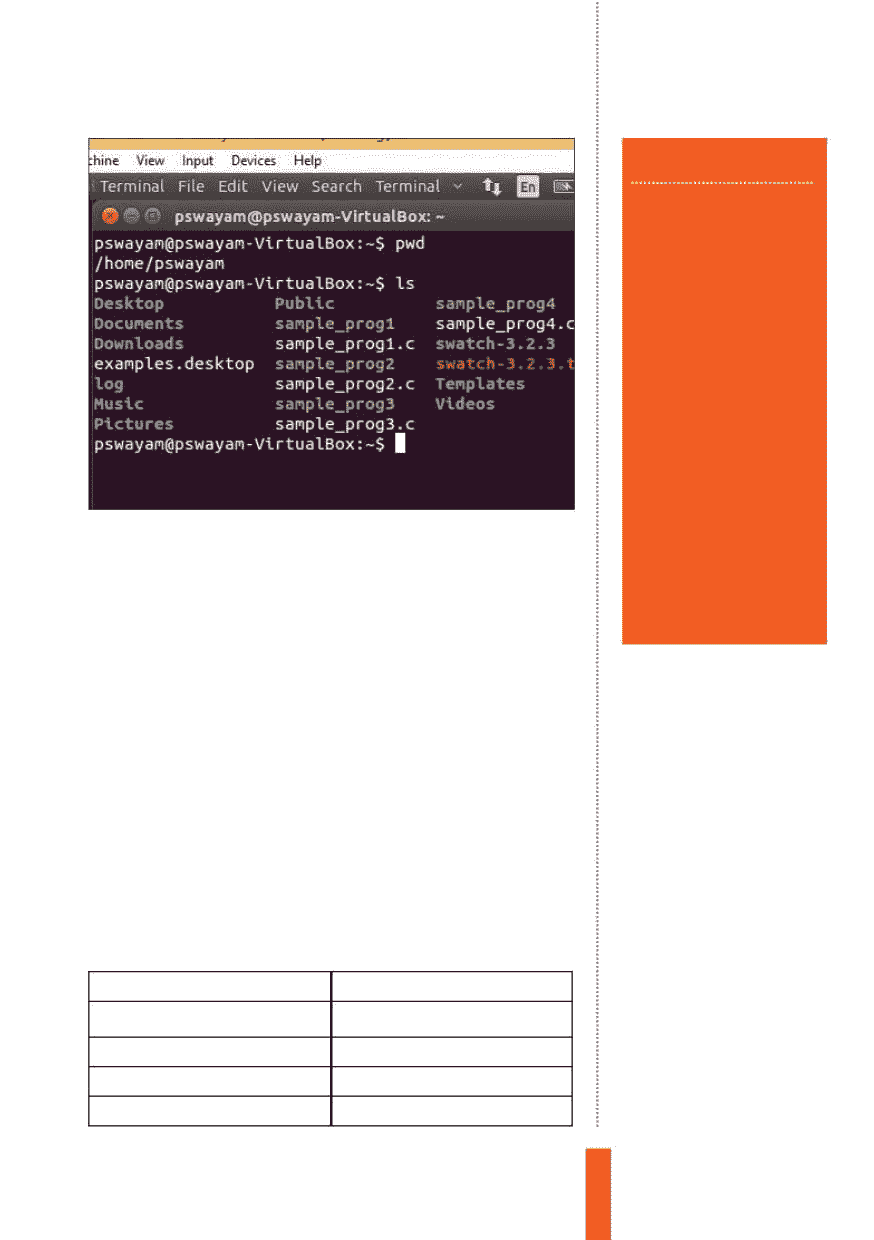 chine View Input Devices Help
Terminal File Edit View Search Terminal En
pswayam@pswayam-VirtualBox: ~
pswayam@pswayam-VirtualBox:~$ pwd
/home/pswayam
pswayam@pswayam-VirtualBox:~$ ls
Desktop Public sample_prog4
Documents sample_prog1 sample_prog4.c
Downloads sample_prog1.c swatch-3.2.3
examples.desktop sample_prog2 swatch-3.2.3.t
log sample_prog2.c Templates
Music sample_prog3 Videos
Pictures sample_prog3.c
pswayam@pswayam-VirtualBox:~$